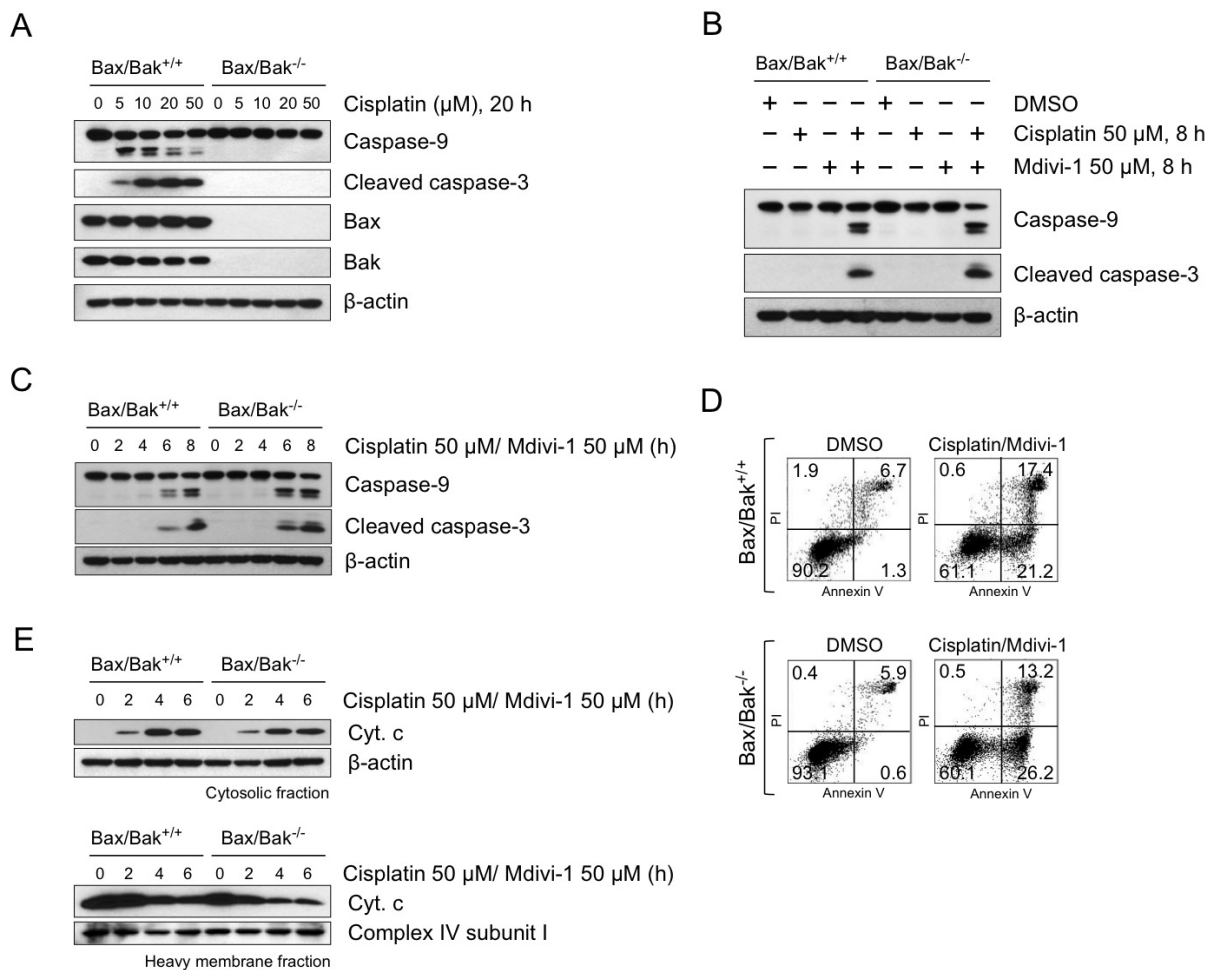 A
Bax/Bak+/+ Bax/Bak-/-
0 5 10 20 50 0 5 10 20 50 Cisplatin (µM), 20 h
Caspase-9
Cleaved caspase-3
Bax
Bak
β-actin
B
Bax/Bak+/+ Bax/Bak-/-
+ − − − + − − − DMSO
− + − + − + − + Cisplatin 50 µM, 8 h
− − + + − − + + Mdivi-1 50 µM, 8 h
Caspase-9
Cleaved caspase-3
β-actin
C
Bax/Bak+/+ Bax/Bak-/-
0 2 4 6 8 0 2 4 6 8 Cisplatin 50 µM/ Mdivi-1 50 µM (h)
Caspase-9
Cleaved caspase-3
β-actin
D
Bax/Bak+/+
DMSO Cisplatin/Mdivi-1
1.9 6.7 0.6 17.4
PI PI
90.2 1.3 61.1 21.2
Annexin V Annexin V
Bax/Bak-/-
DMSO Cisplatin/Mdivi-1
0.4 5.9 0.5 13.2
PI PI
93.1 0.6 60.1 26.2
Annexin V Annexin V
E
Bax/Bak+/+ Bax/Bak-/-
0 2 4 6 0 2 4 6 Cisplatin 50 µM/ Mdivi-1 50 µM (h)
Cyt. c
β-actin
Cytosolic fraction
Bax/Bak+/+ Bax/Bak-/-
0 2 4 6 0 2 4 6 Cisplatin 50 µM/ Mdivi-1 50 µM (h)
Cyt. c
Complex IV subunit I
Heavy membrane fraction